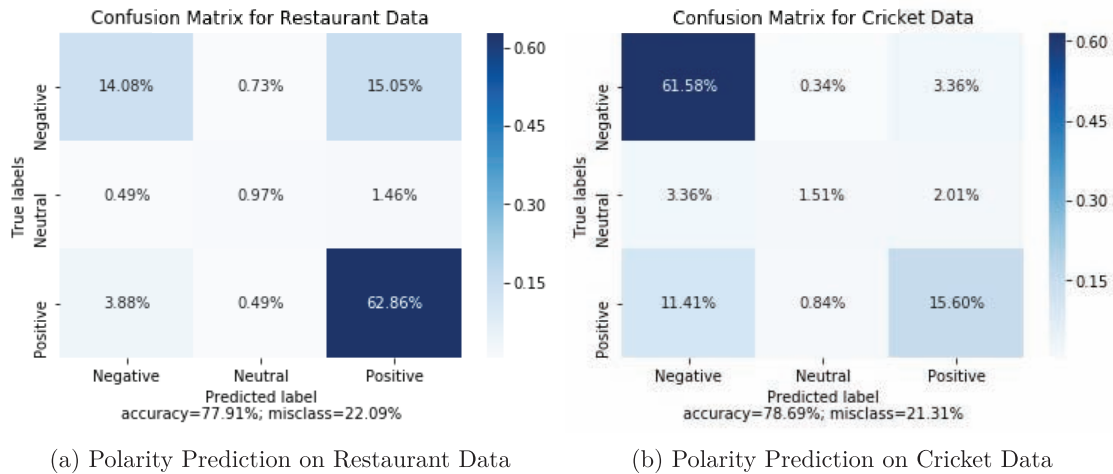 Confusion Matrix for Restaurant Data
True labels
Negative
Neutral
Positive
14.08% 0.73% 15.05%
0.49% 0.97% 1.46%
3.88% 0.49% 62.86%
Negative Neutral Positive
Predicted label
accuracy=77.91%; misclass=22.09%
0.60
0.45
0.30
0.15
(a) Polarity Prediction on Restaurant Data
Confusion Matrix for Cricket Data
True labels
Negative
Neutral
Positive
61.58% 0.34% 3.36%
3.36% 1.51% 2.01%
11.41% 0.84% 15.60%
Negative Neutral Positive
Predicted label
accuracy=78.69%; misclass=21.31%
0.60
0.45
0.30
0.15
(b) Polarity Prediction on Cricket Data